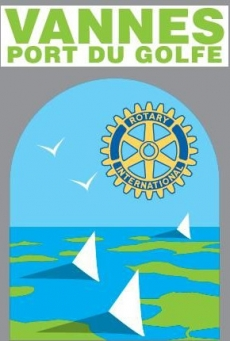 VANNES
PORT DU GOLFE
ROTARY
INTERNATIONAL